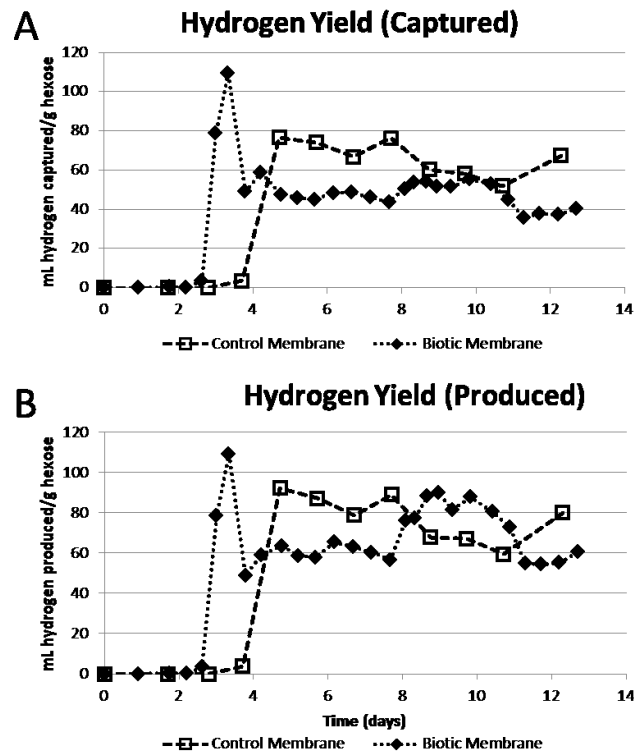 A
Hydrogen Yield (Captured)
mL hydrogen captured/g hexose
120
100
80
60
40
20
0
0 2 4 6 8 10 12 14
Control Membrane Biotic Membrane
B
Hydrogen Yield (Produced)
mL hydrogen produced/g hexose
120
100
80
60
40
20
0
0 2 4 6 8 10 12 14
Time (days)
Control Membrane Biotic Membrane